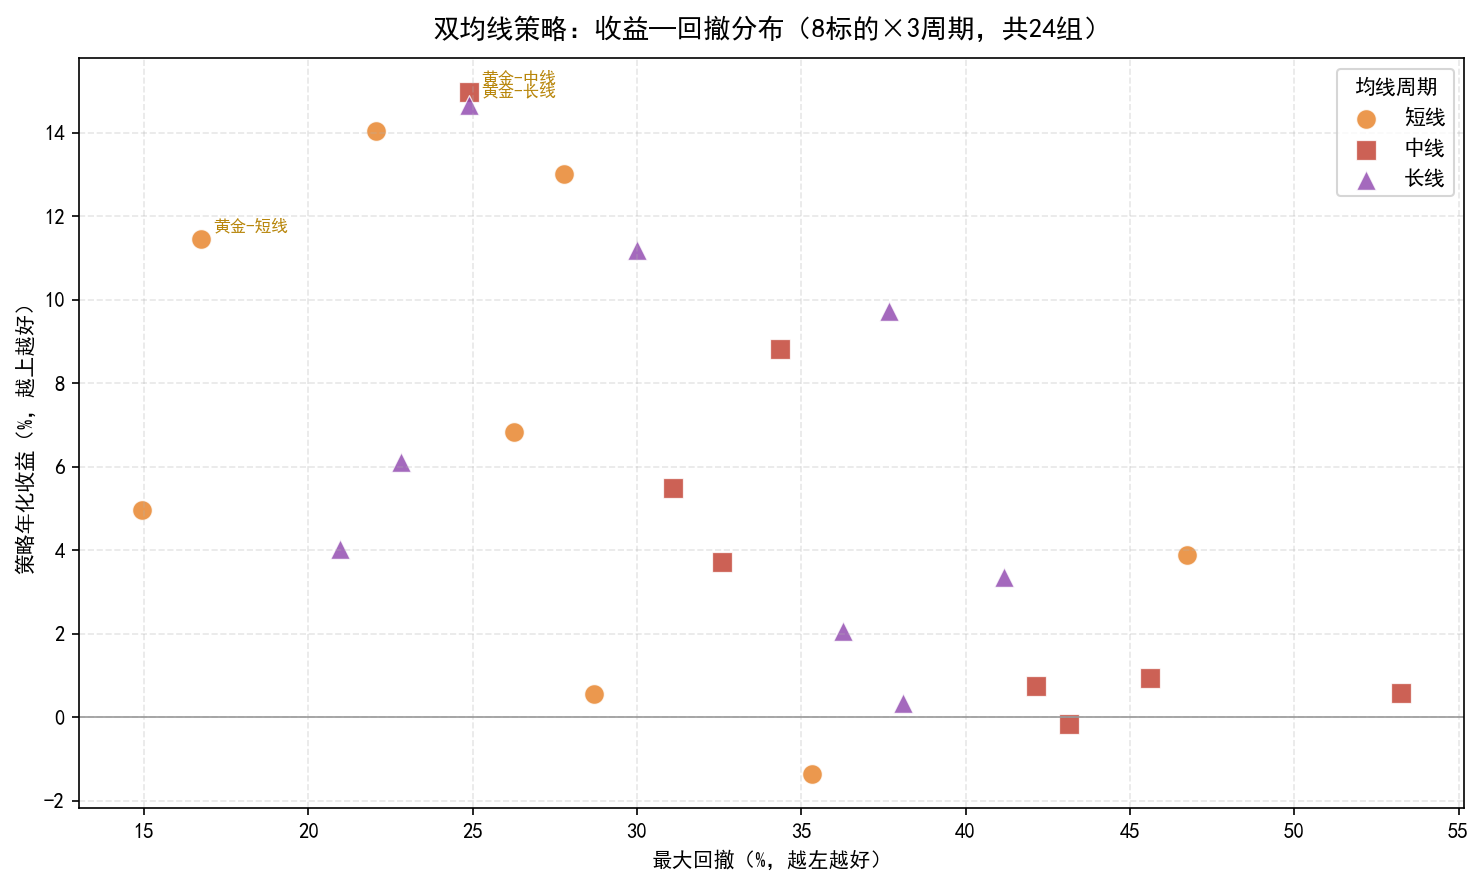 双均线策略：收益—回撤分布（8标的×3周期，共24组）
黄金-中线
黄金-长线
黄金-短线
均线周期
短线
中线
长线
策略年化收益（%，越上越好）
14
12
10
8
6
4
2
0
−2
15
20
25
30
35
40
45
50
55
最大回撤（%，越左越好）